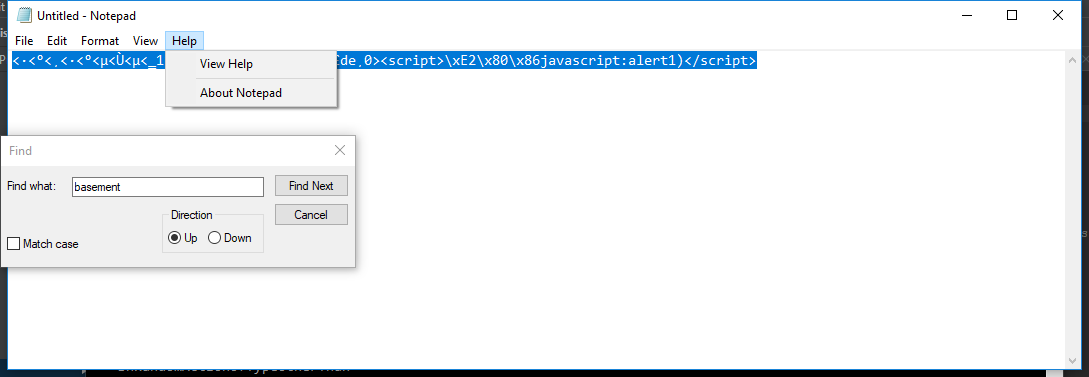 Untitled - Notepad
File Edit Format View Help
<·<º<¸<·<º<µ<Ù<µ<_1 de¸0><script>\xE2\x80\x86javascript:alert1)</script>
View Help
About Notepad
Find
Find what: basement Find Next
Direction Cancel
Up Down
Match case